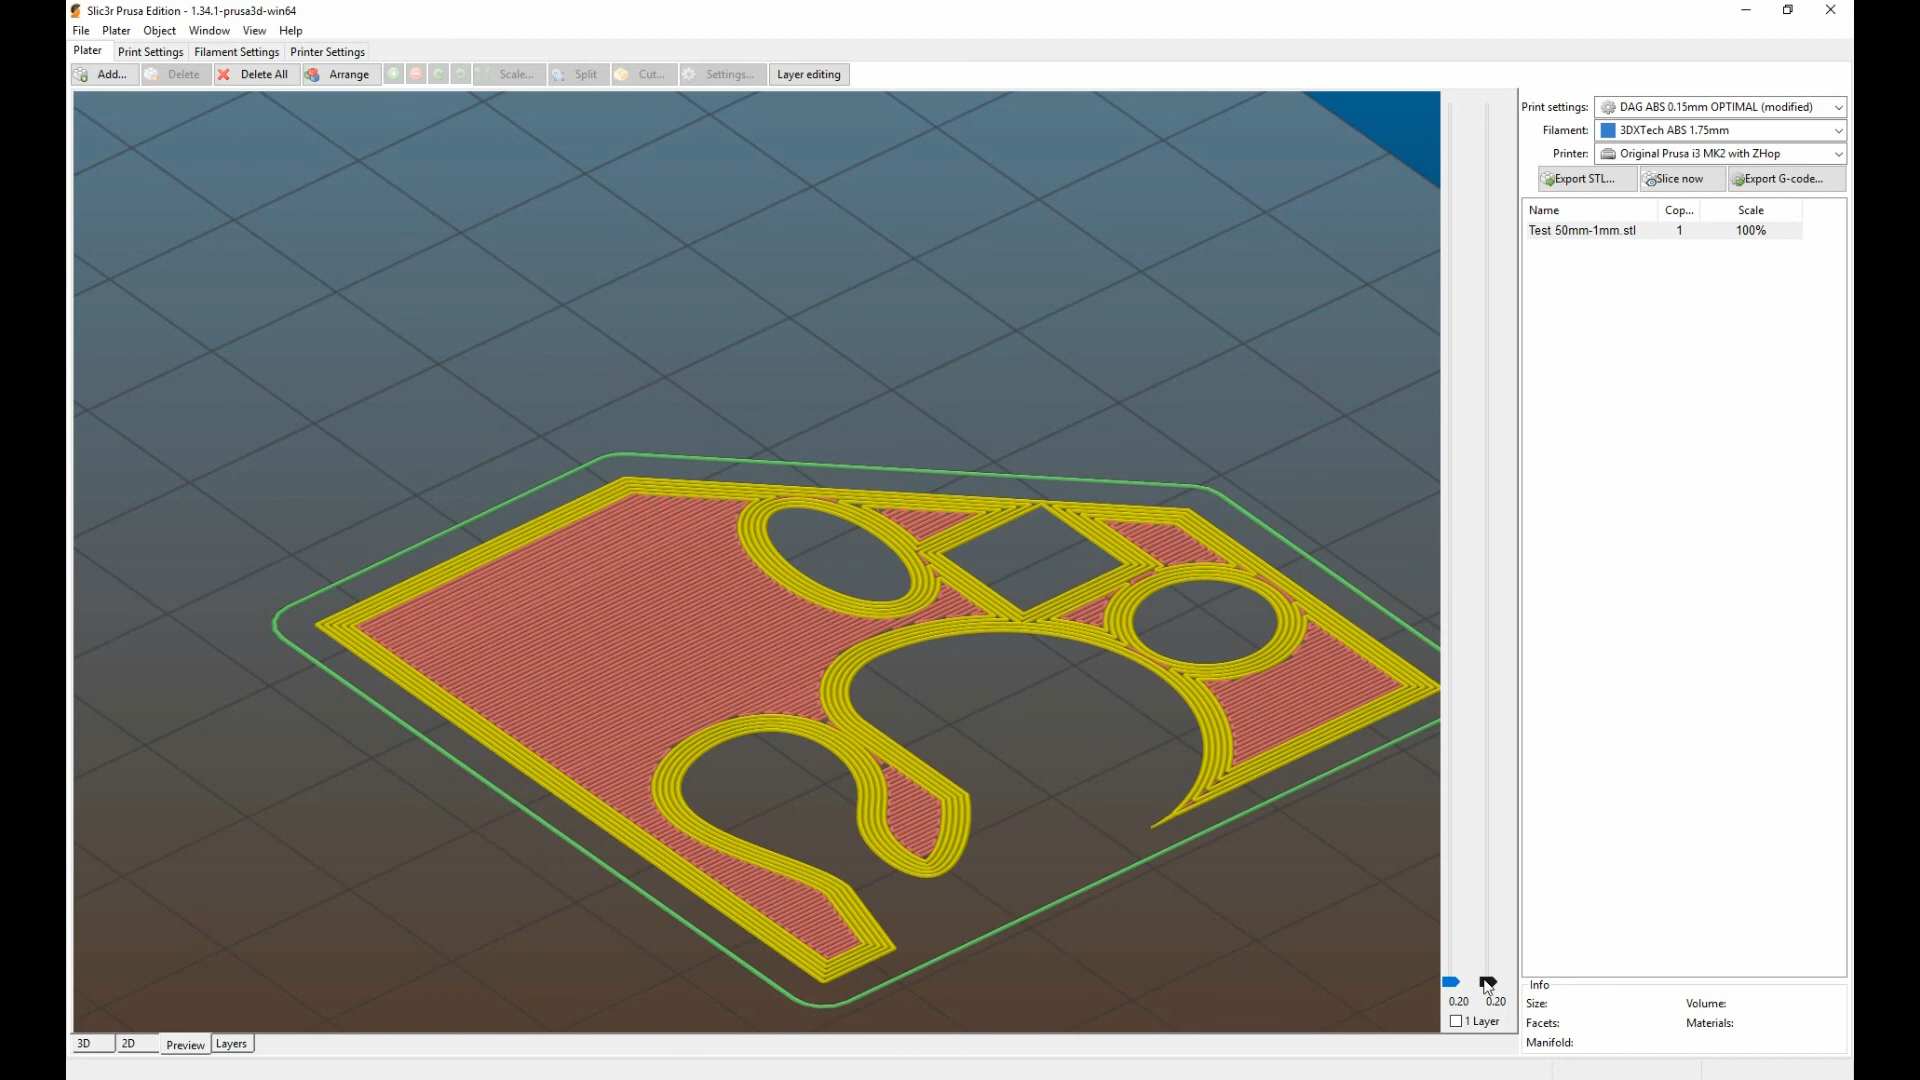 Slic3r Prusa Edition - 1.34.1-prusa3d-win64
File Plater Object Window View Help
Plater Print Settings Filament Settings Printer Settings
Add... Delete Delete All Arrange Scale... Split Cut... Settings... Layer editing
Print settings: DAG ABS 0.15mm OPTIMAL (modified)
Filament: 3DXTech ABS 1.75mm
Printer: Original Prusa i3 MK2 with ZHop
Export STL... Slice now Export G-code...
Name Cop... Scale
Test 50mm-1mm.stl 1 100%
0.20 0.20
1 Layer
Info
Size: Volume:
Facets: Materials:
Manifold:
3D 2D Preview Layers